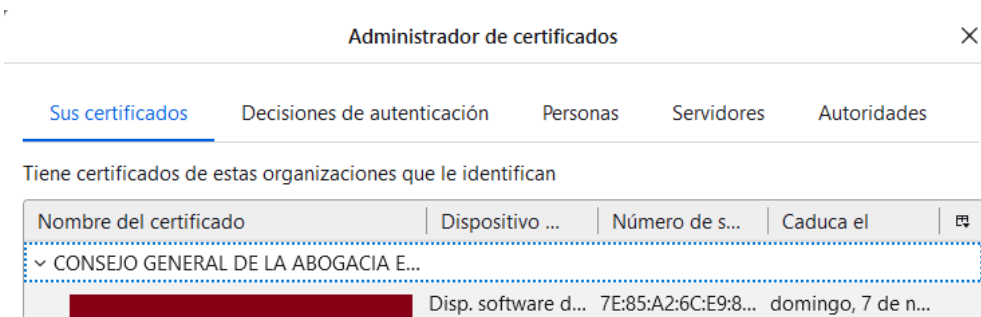 Administrador de certificados
Sus certificados Decisiones de autenticación Personas Servidores Autoridades
Tiene certificados de estas organizaciones que le identifican
Nombre del certificado Dispositivo ... Número de s... Caduca el
CONSEJO GENERAL DE LA ABOGACIA E...
Disp. software d... 7E:85:A2:6C:E9:8... domingo, 7 de n...